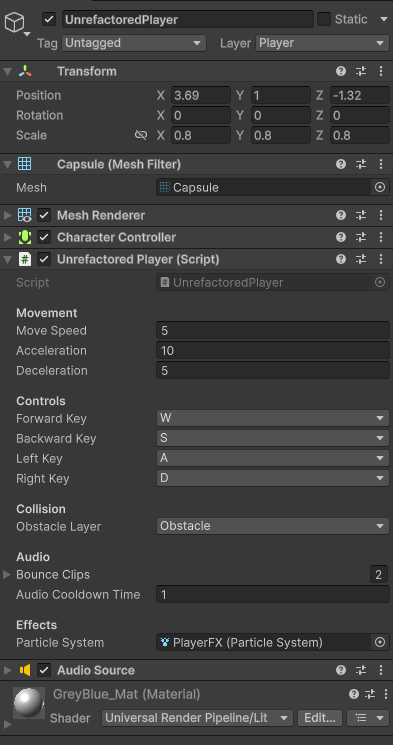 UnrefactoredPlayer Static
Tag Untagged Layer Player
Transform
Position X 3.69 Y 1 Z -1.32
Rotation X 0 Y 0 Z 0
Scale X 0.8 Y 0.8 Z 0.8
Capsule (Mesh Filter)
Mesh Capsule
Mesh Renderer
Character Controller
# Unrefactored Player (Script)
Script # UnrefactoredPlayer
Movement
Move Speed 5
Acceleration 10
Deceleration 5
Controls
Forward Key W
Backward Key S
Left Key A
Right Key D
Collision
Obstacle Layer Obstacle
Audio
Bounce Clips 2
Audio Cooldown Time 1
Effects
Particle System PlayerFX (Particle System)
Audio Source
GreyBlue_Mat (Material)
Shader Universal Render Pipeline/Lit Edit...